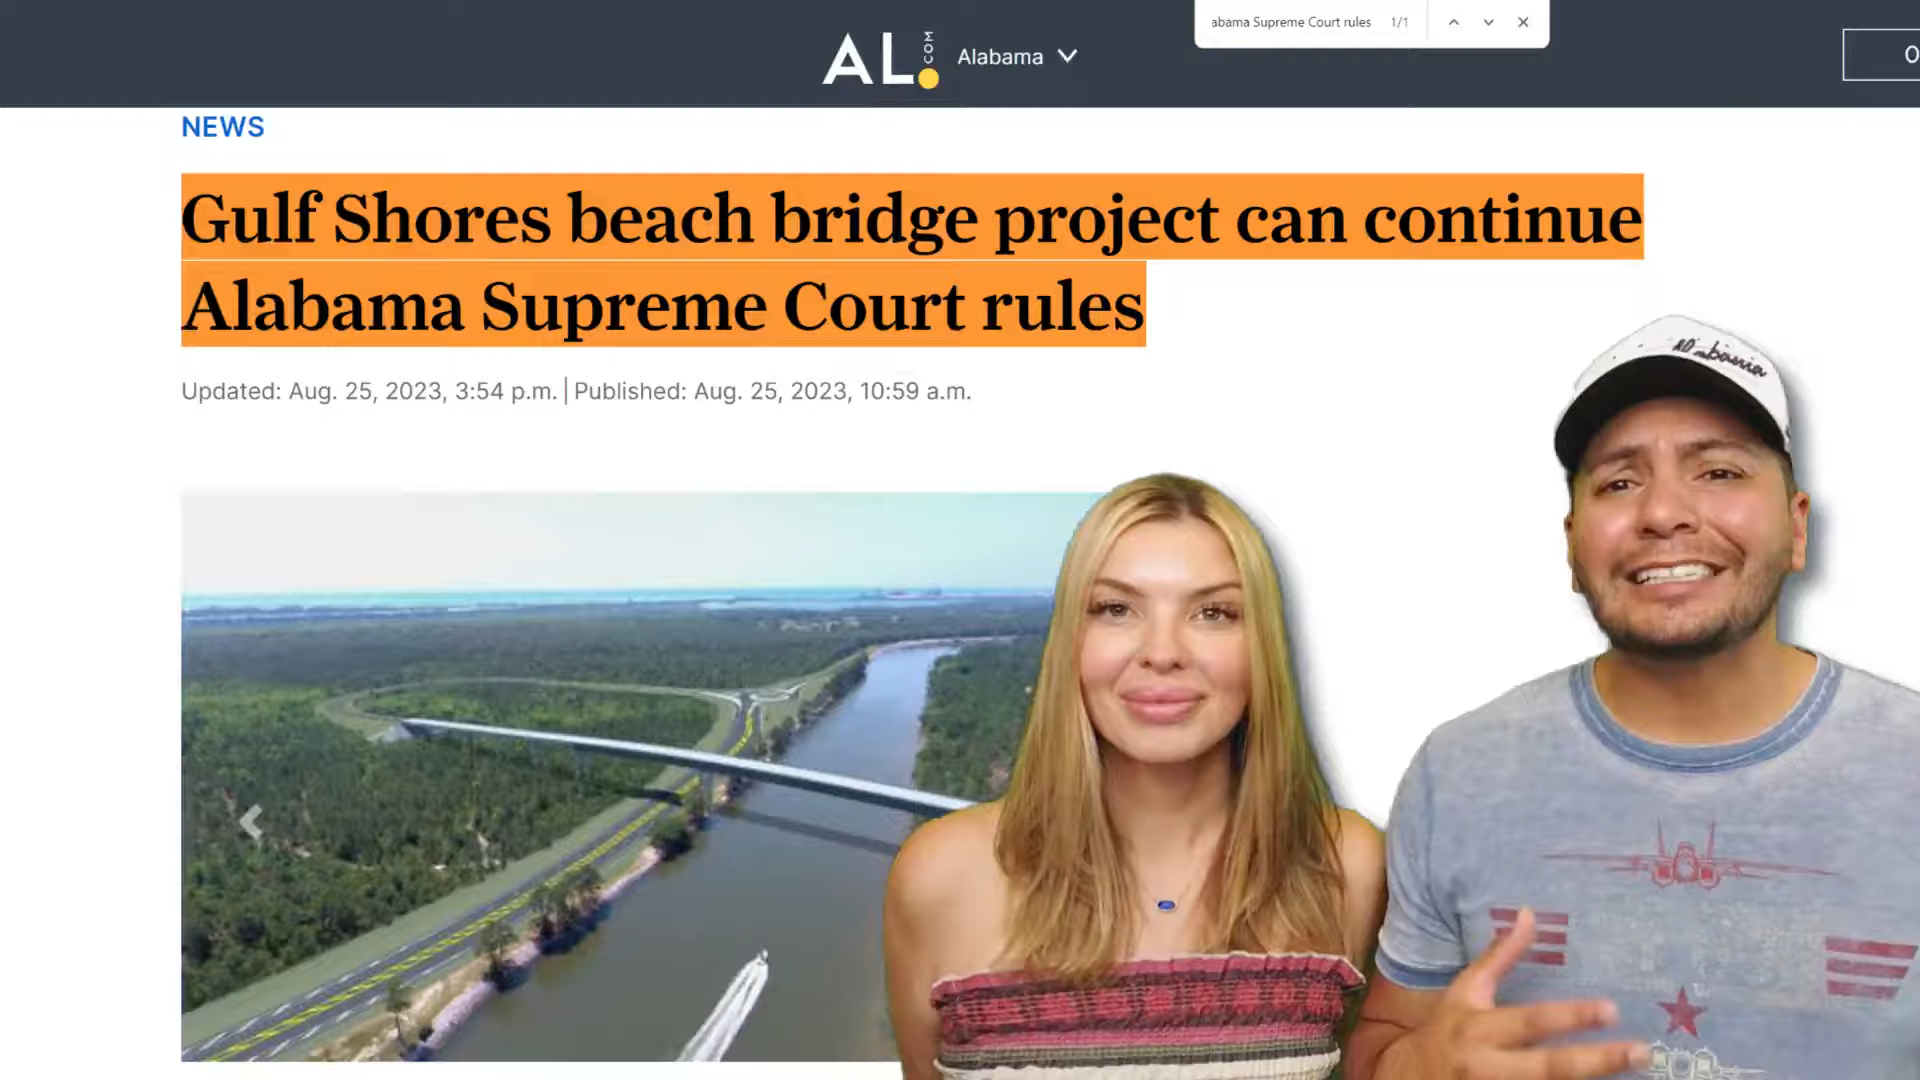 abama Supreme Court rules 1/1
AL.COM Alabama
NEWS
Gulf Shores beach bridge project can continue
Alabama Supreme Court rules
Updated: Aug. 25, 2023, 3:54 p.m. | Published: Aug. 25, 2023, 10:59 a.m.
Alabama